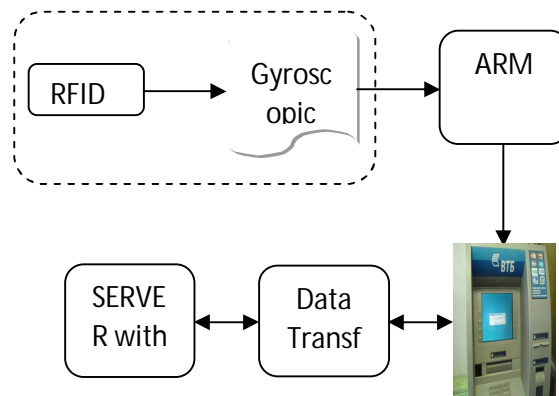 RFID
Gyrosc
opic
ARM
ВТБ
SERVE
R with
Data
Transf